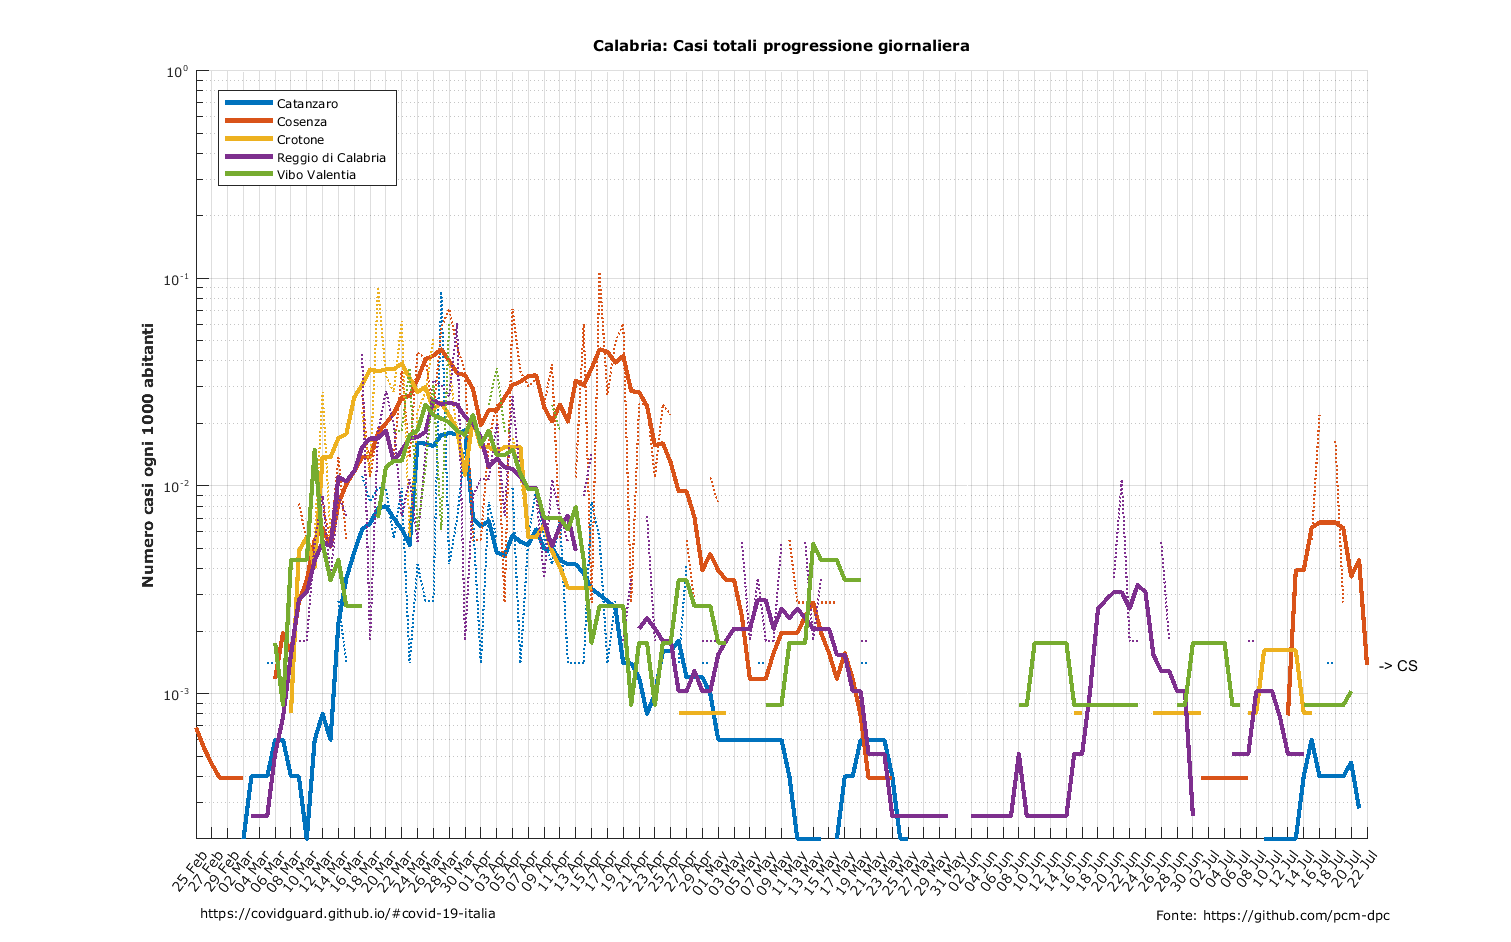 Calabria: Casi totali progressione giornaliera
Numero casi ogni 1000 abitanti
10^0
10^-1
10^-2
10^-3
Catanzaro
Cosenza
Crotone
Reggio di Calabria
Vibo Valentia
-> CS
25 Feb
27 Feb
29 Feb
02 Mar
04 Mar
06 Mar
08 Mar
10 Mar
12 Mar
14 Mar
16 Mar
18 Mar
20 Mar
22 Mar
24 Mar
26 Mar
28 Mar
30 Mar
01 Apr
03 Apr
05 Apr
07 Apr
09 Apr
11 Apr
13 Apr
15 Apr
17 Apr
19 Apr
21 Apr
23 Apr
25 Apr
27 Apr
29 Apr
01 May
03 May
05 May
07 May
09 May
11 May
13 May
15 May
17 May
19 May
21 May
23 May
25 May
27 May
29 May
31 May
02 Jun
04 Jun
06 Jun
08 Jun
10 Jun
12 Jun
14 Jun
16 Jun
18 Jun
20 Jun
22 Jun
24 Jun
26 Jun
28 Jun
30 Jun
02 Jul
04 Jul
06 Jul
08 Jul
10 Jul
12 Jul
14 Jul
16 Jul
18 Jul
20 Jul
22 Jul
https://covidguard.github.io/#covid-19-italia
Fonte: https://github.com/pcm-dpc